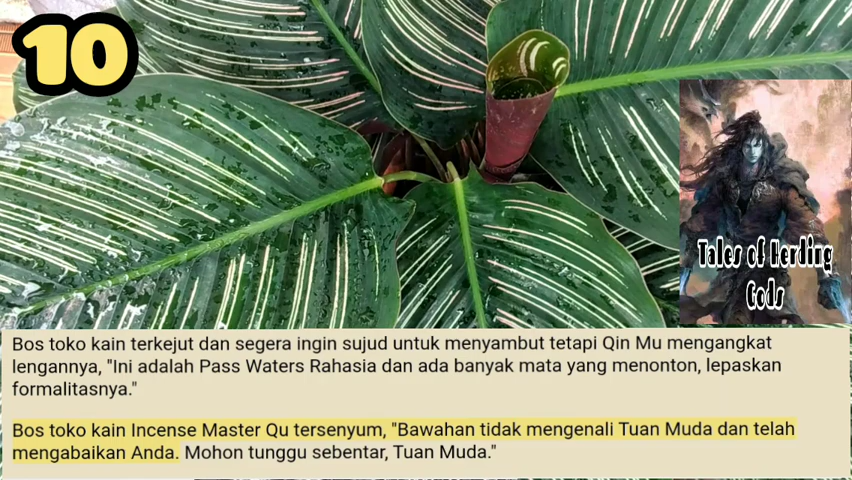 10
Tales of Herding
Gods
Bos toko kain terkejut dan segera ingin sujud untuk menyambut tetapi Qin Mu mengangkat
lengannya, "Ini adalah Pass Waters Rahasia dan ada banyak mata yang menonton, lepaskan
formalitasnya."
Bos toko kain Incense Master Qu tersenyum, "Bawahan tidak mengenali Tuan Muda dan telah
mengabaikan Anda. Mohon tunggu sebentar, Tuan Muda."